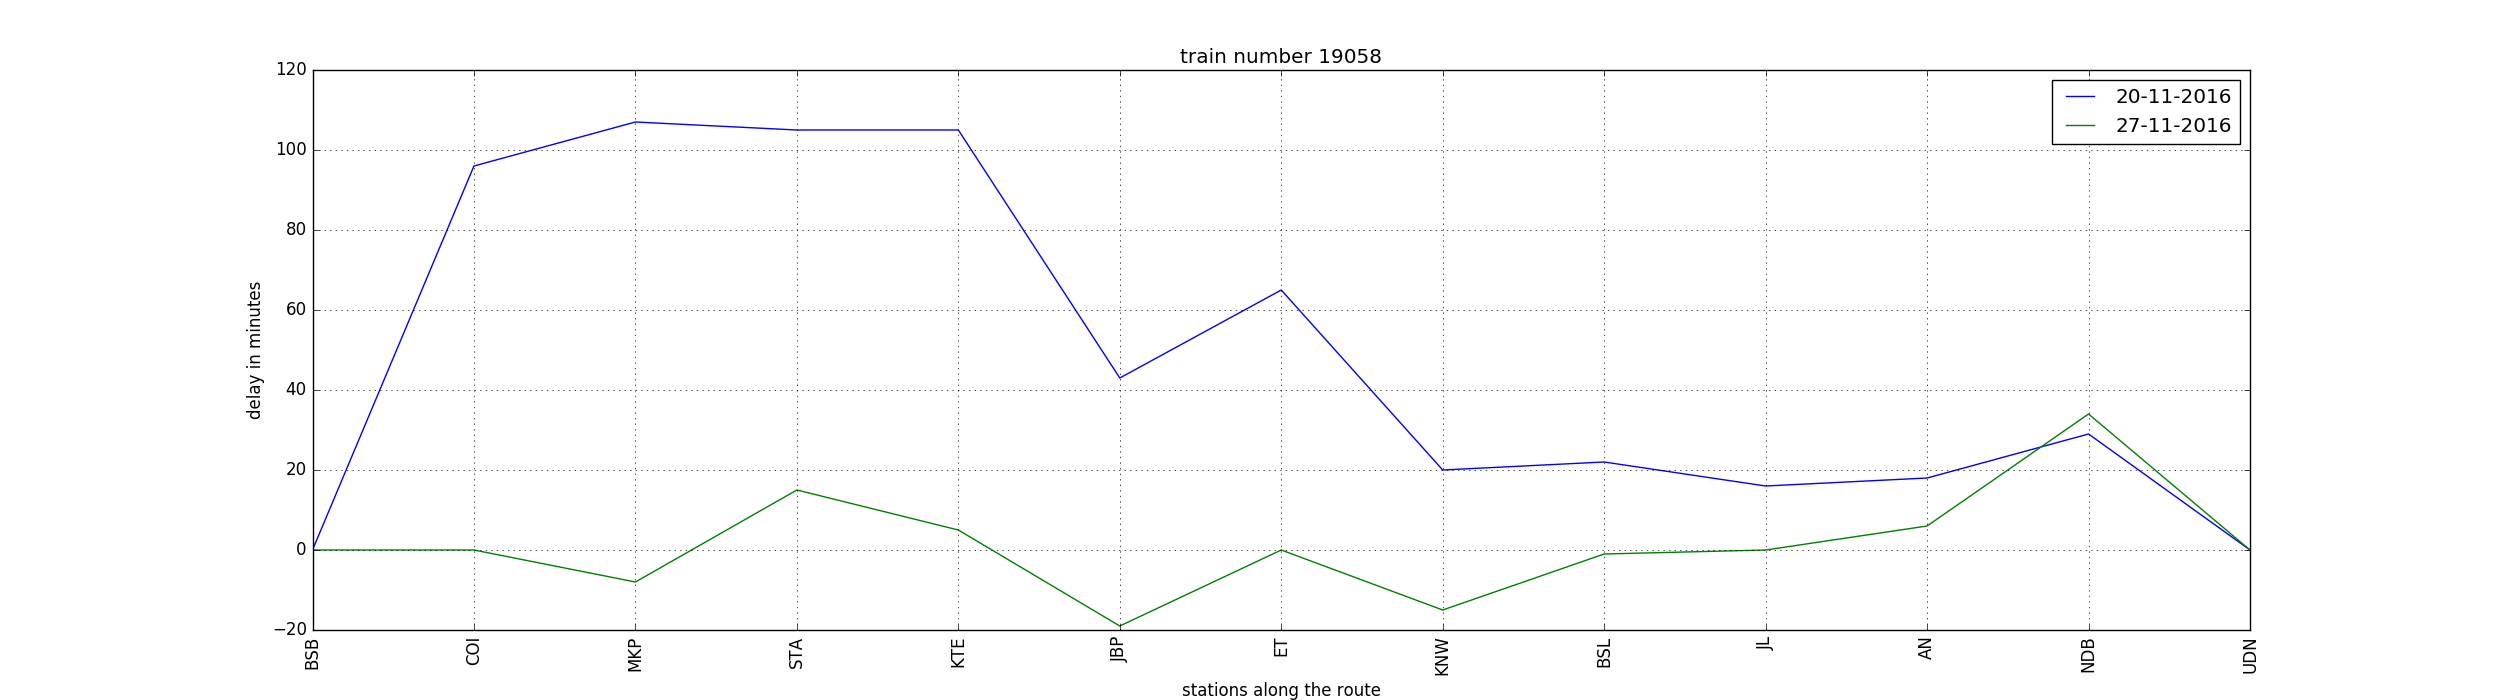 train number 19058
120
100
80
60
40
20
0
−20
delay in minutes
20-11-2016
27-11-2016
BSB
COI
MKP
STA
KTE
JBP
ET
KNW
BSL
JL
AN
NDB
UDN
stations along the route